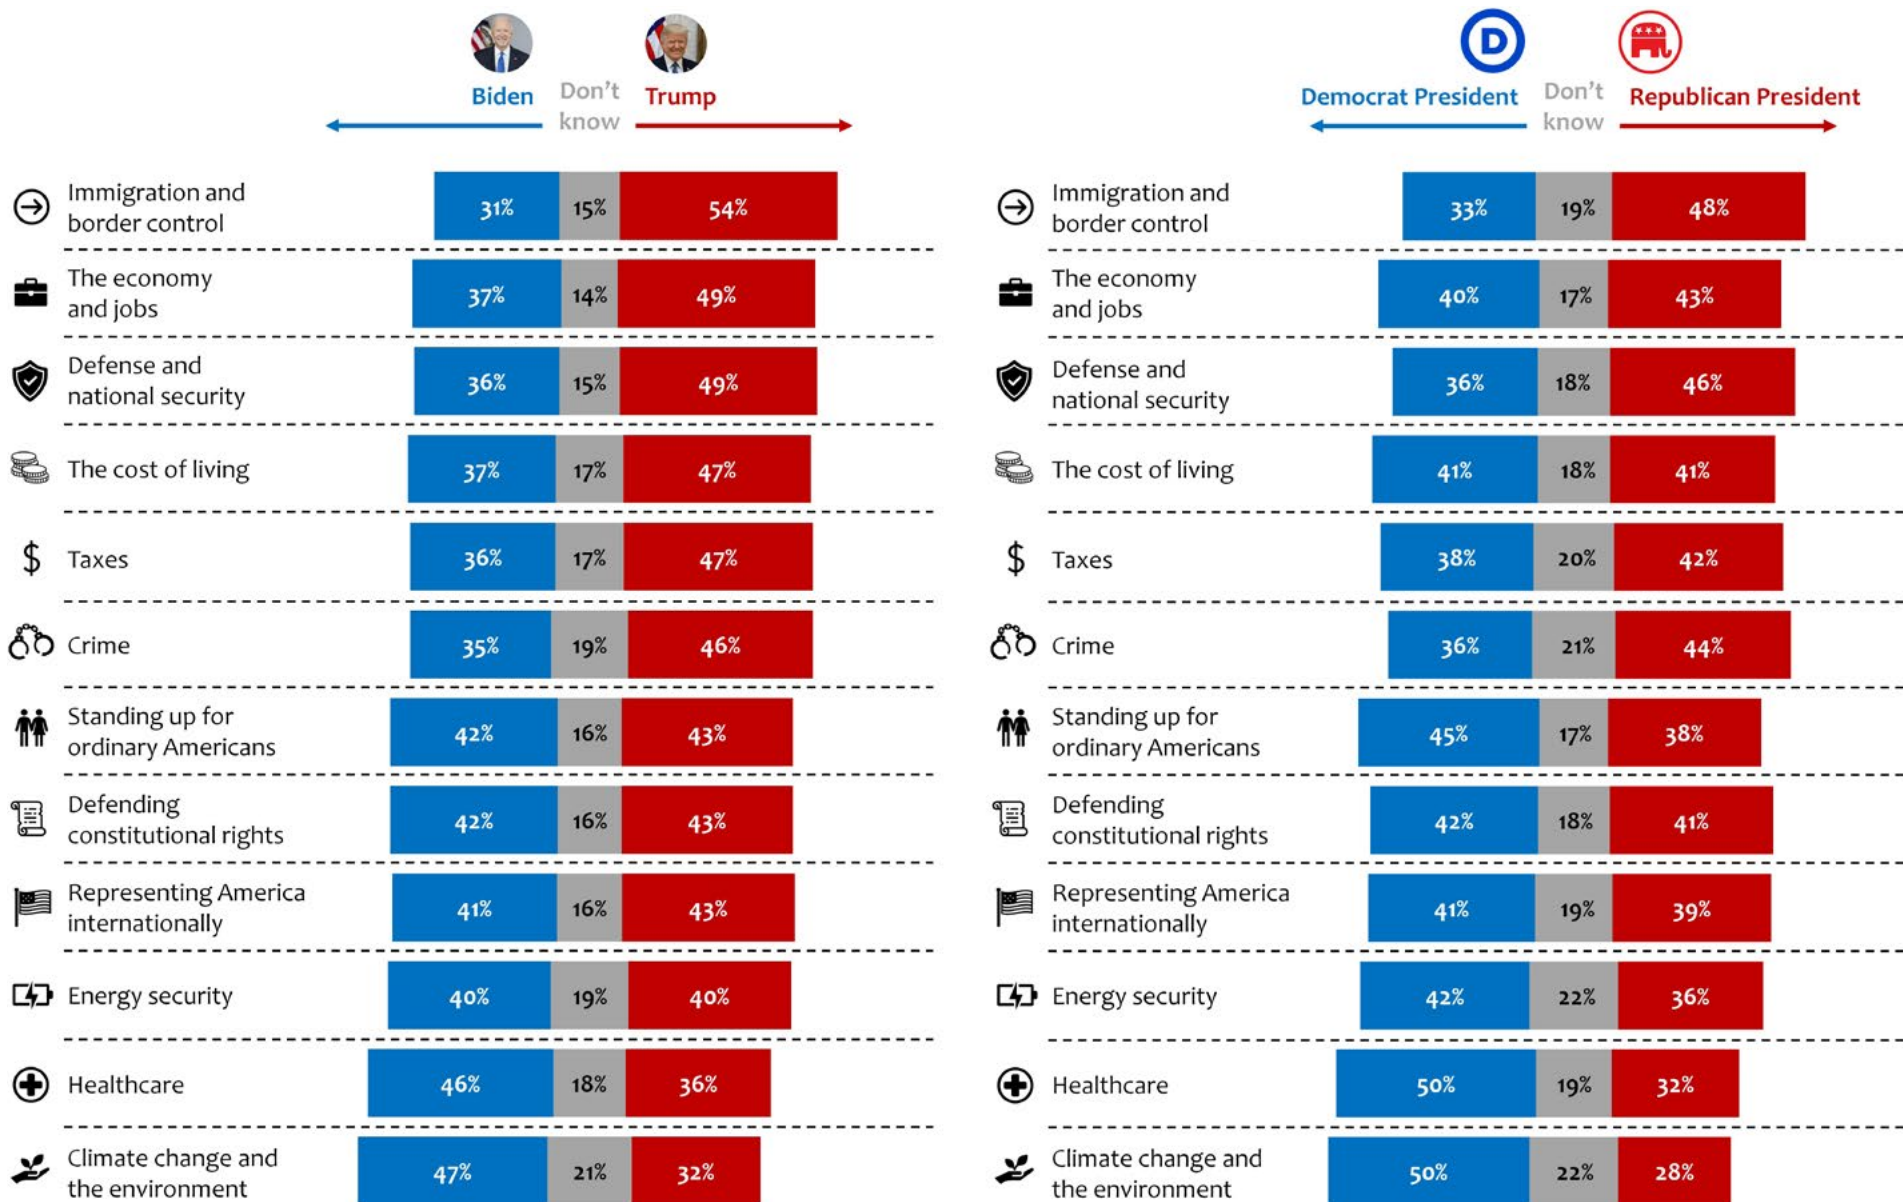 Biden
Don't
know
Trump
Immigration and
border control
31% 15% 54%
The economy
and jobs
37% 14% 49%
Defense and
national security
36% 15% 49%
The cost of living
37% 17% 47%
$ Taxes
36% 17% 47%
Crime
35% 19% 46%
Standing up for
ordinary Americans
42% 16% 43%
Defending
constitutional rights
42% 16% 43%
Representing America
internationally
41% 16% 43%
Energy security
40% 19% 40%
Healthcare
46% 18% 36%
Climate change and
the environment
47% 21% 32%
D
Democrat President
Don't
know
Republican President
Immigration and
border control
33% 19% 48%
The economy
and jobs
40% 17% 43%
Defense and
national security
36% 18% 46%
The cost of living
41% 18% 41%
$ Taxes
38% 20% 42%
Crime
36% 21% 44%
Standing up for
ordinary Americans
45% 17% 38%
Defending
constitutional rights
42% 18% 41%
Representing America
internationally
41% 19% 39%
Energy security
42% 22% 36%
Healthcare
50% 19% 32%
Climate change and
the environment
50% 22% 28%